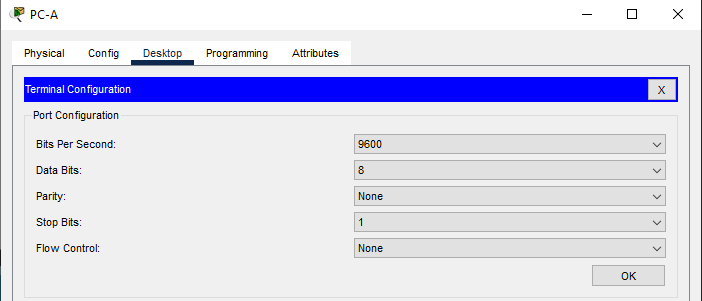 PC-A
Physical Config Desktop Programming Attributes
Terminal Configuration X
Port Configuration
Bits Per Second: 9600
Data Bits: 8
Parity: None
Stop Bits: 1
Flow Control: None
OK